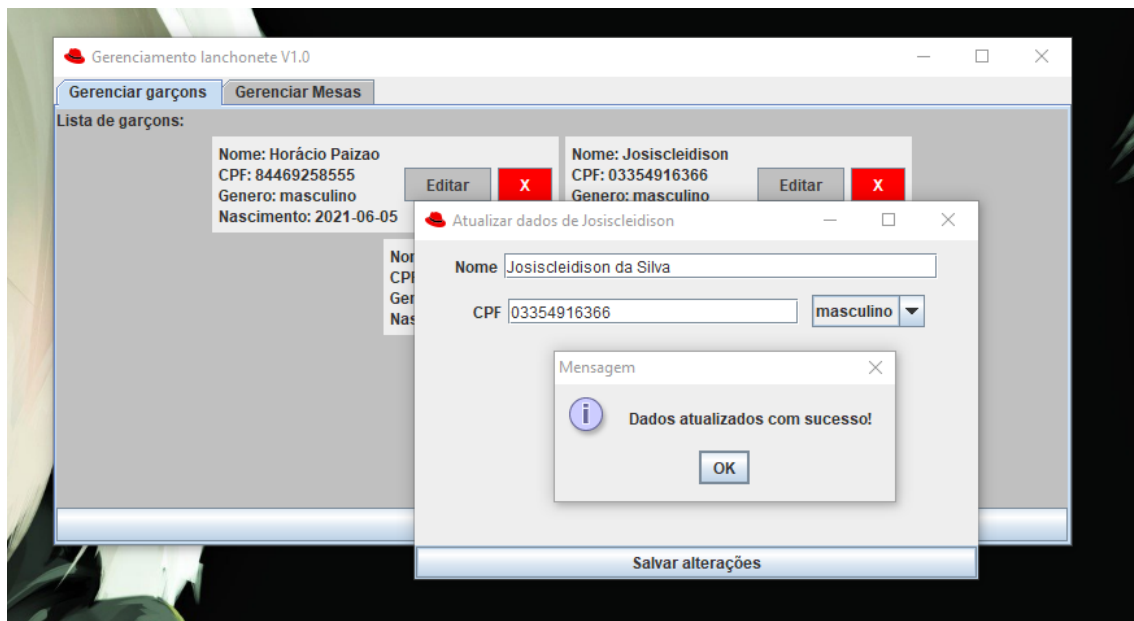 Gerenciamento lanchonete V1.0
Gerenciar garçons
Gerenciar Mesas
Lista de garçons:
Nome: Horácio Paizao
CPF: 84469258555
Genero: masculino
Nascimento: 2021-06-05
Editar
X
Nome: Josiscleidison
CPF: 03354916366
Genero: masculino
Editar
X
Atualizar dados de Josiscleidison
Nome Josiscleidison da Silva
CPF 03354916366 masculino
Mensagem
Dados atualizados com sucesso!
OK
Salvar alterações